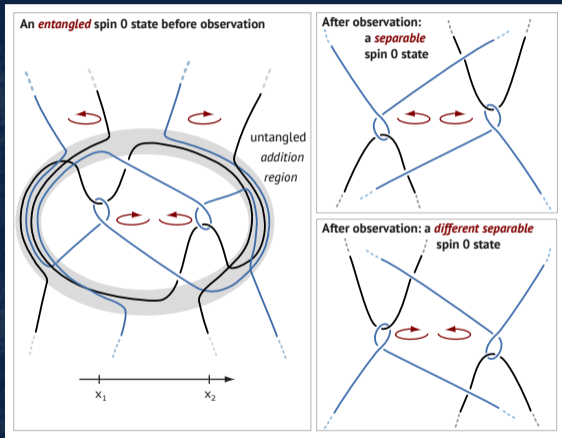 An entangled spin 0 state before observation
untangled
addition
region
x₁
x₂
After observation:
a separable
spin 0 state
After observation: a different separable
spin 0 state